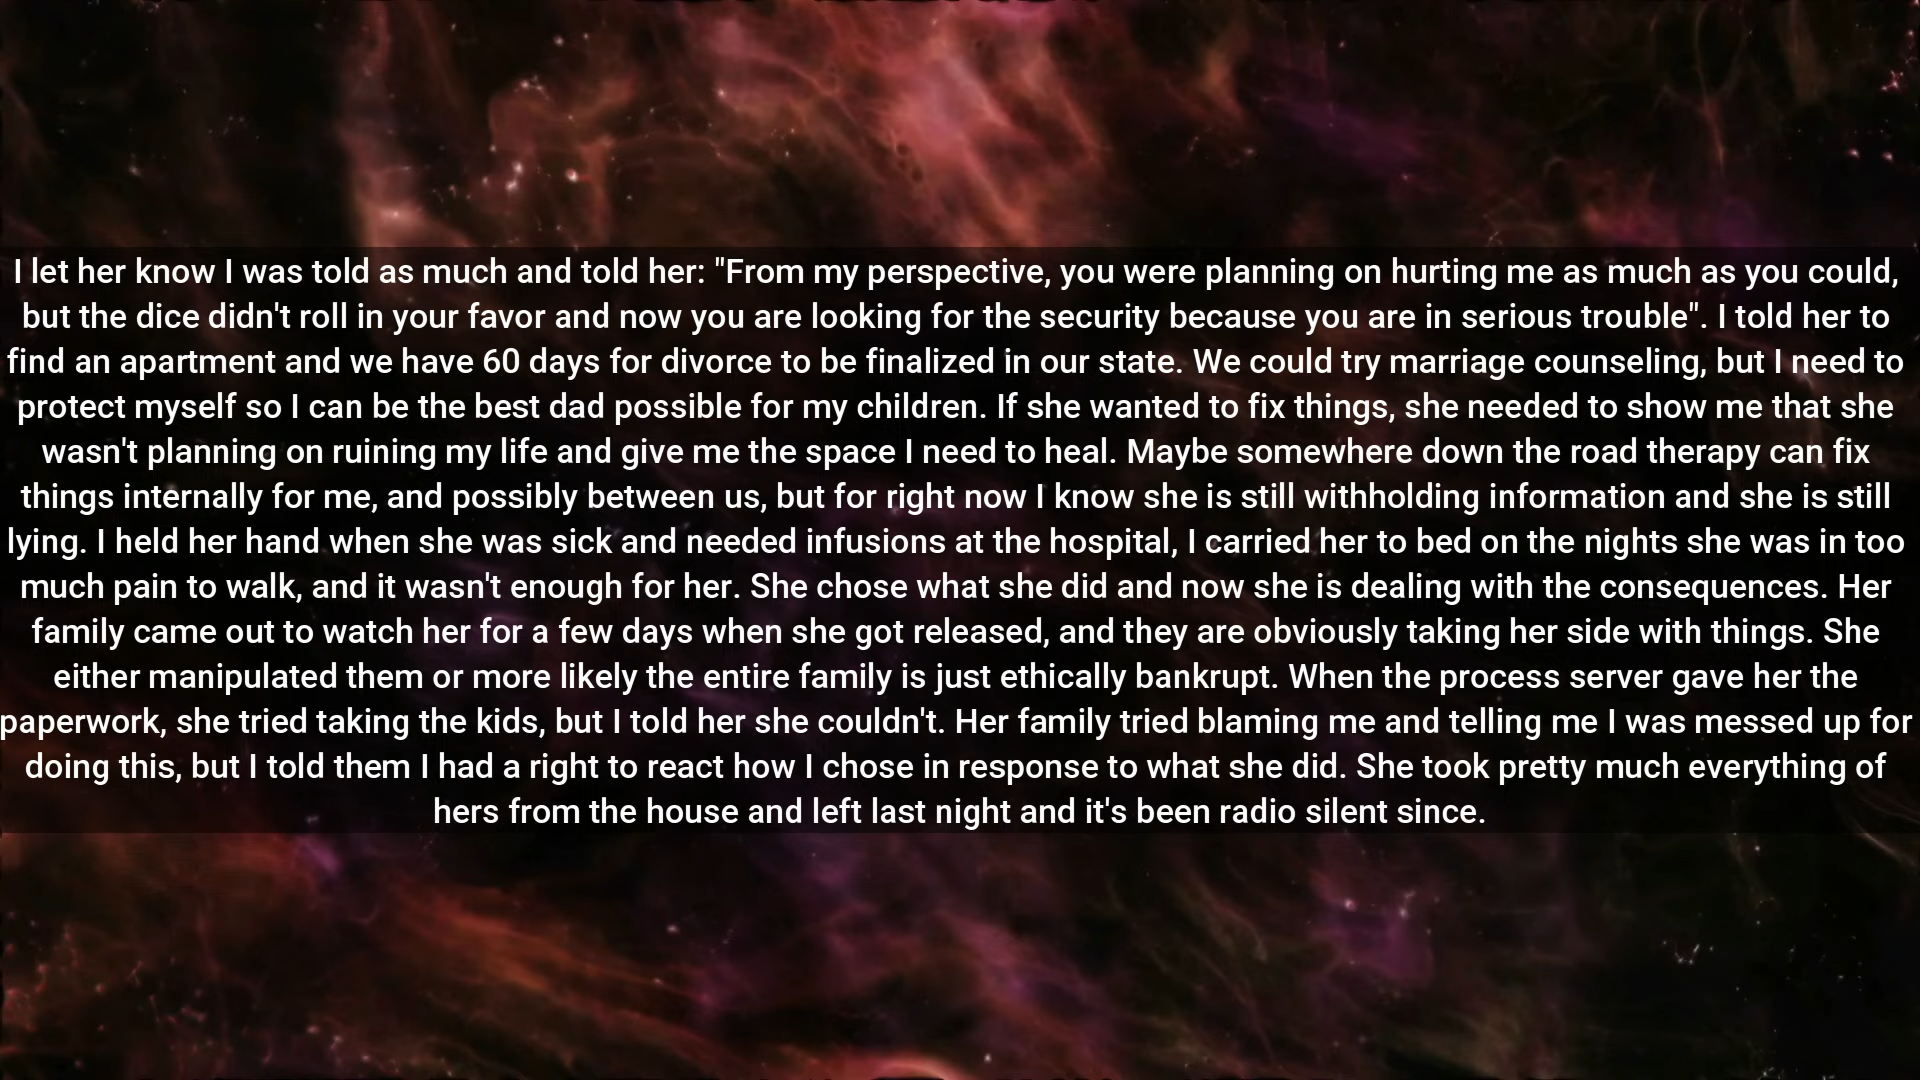 I let her know I was told as much and told her: "From my perspective, you were planning on hurting me as much as you could,
but the dice didn't roll in your favor and now you are looking for the security because you are in serious trouble". I told her to
find an apartment and we have 60 days for divorce to be finalized in our state. We could try marriage counseling, but I need to
protect myself so I can be the best dad possible for my children. If she wanted to fix things, she needed to show me that she
wasn't planning on ruining my life and give me the space I need to heal. Maybe somewhere down the road therapy can fix
things internally for me, and possibly between us, but for right now I know she is still withholding information and she is still
lying. I held her hand when she was sick and needed infusions at the hospital, I carried her to bed on the nights she was in too
much pain to walk, and it wasn't enough for her. She chose what she did and now she is dealing with the consequences. Her
family came out to watch her for a few days when she got released, and they are obviously taking her side with things. She
either manipulated them or more likely the entire family is just ethically bankrupt. When the process server gave her the
paperwork, she tried taking the kids, but I told her she couldn't. Her family tried blaming me and telling me I was messed up for
doing this, but I told them I had a right to react how I chose in response to what she did. She took pretty much everything of
hers from the house and left last night and it's been radio silent since.